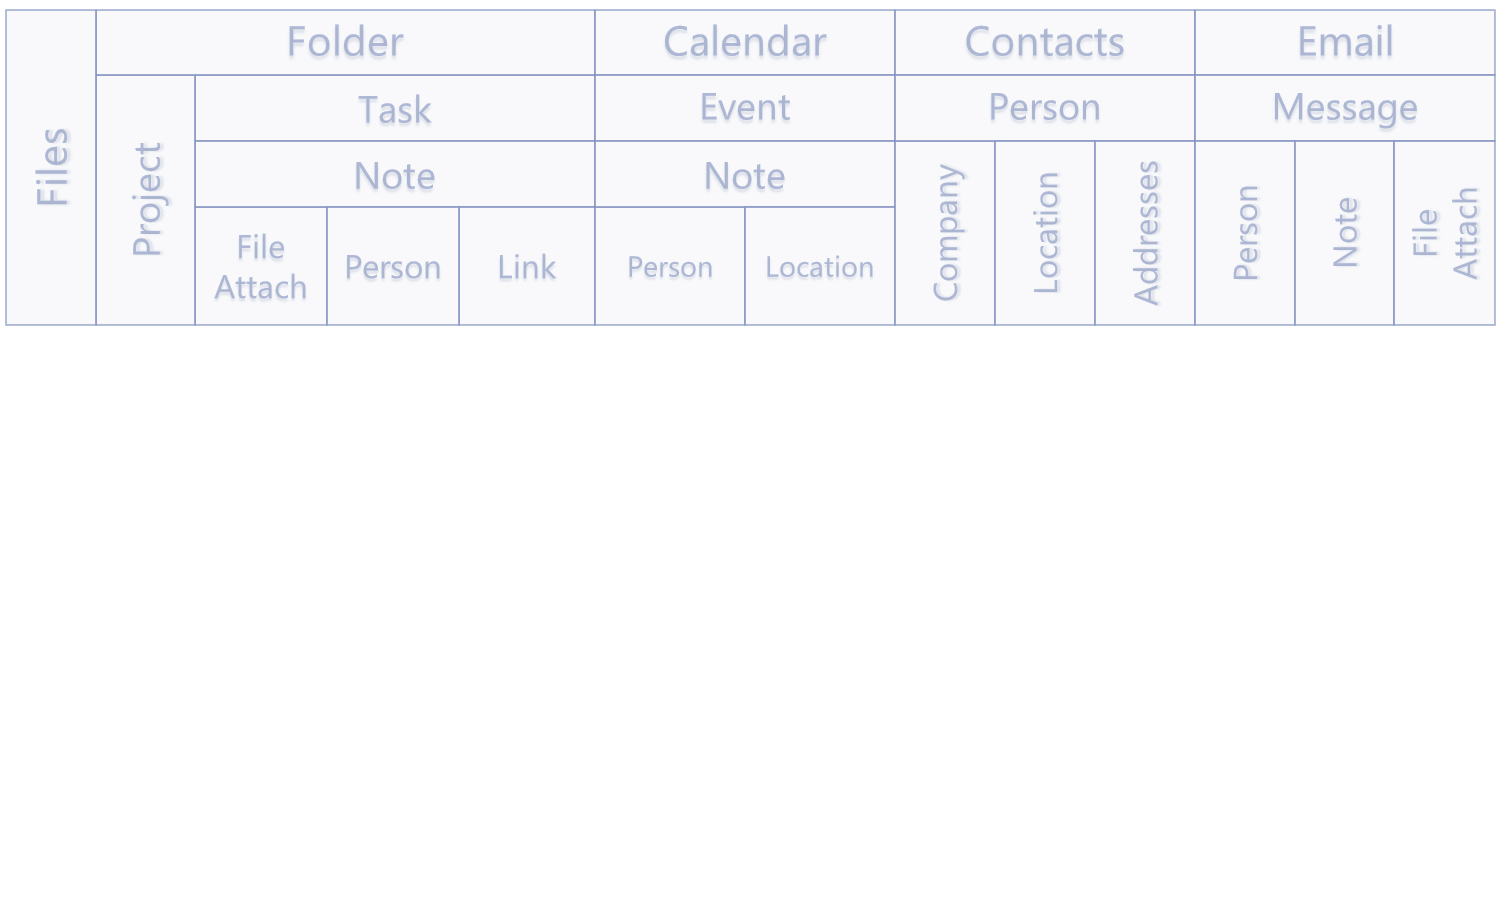 Files
Folder
Calendar
Contacts
Email
Project
Task
Event
Person
Message
Note
Note
Company
Location
Addresses
Person
Note
File
Attach
File
Attach
Person
Link
Person
Location